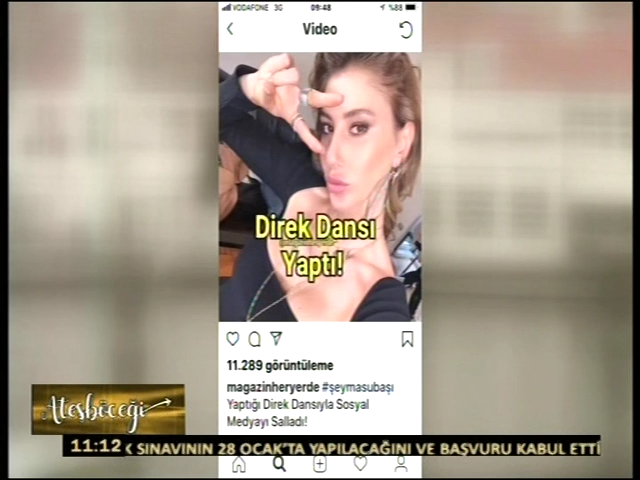 VODAFONE 3G 09:48 %88
Video
Direk Dansı
Yaptı!
11.289 görüntüleme
magazinheryerde #şeymasubaşı
Yaptığı Direk Dansıyla Sosyal
Medyayı Salladı!
Ateşböceği
11:12 K SINAVININ 28 OCAK'TA YAPILACAĞINI VE BAŞVURU KABUL ETTİ